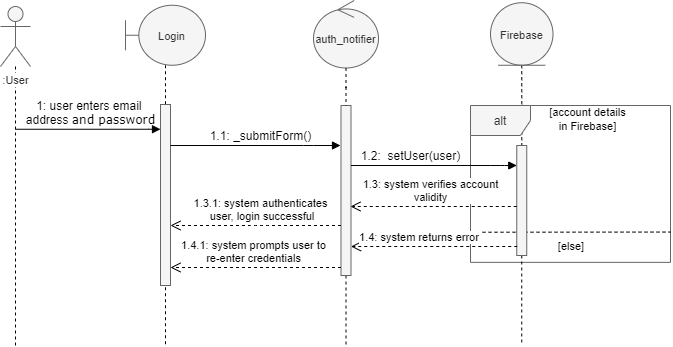 Login
auth_notifier
Firebase
:User
1: user enters email
address and password
alt
[account details
in Firebase]
1.1: _submitForm()
1.2: setUser(user)
1.3: system verifies account
validity
1.3.1: system authenticates
user, login successful
1.4: system returns error
[else]
1.4.1: system prompts user to
re-enter credentials